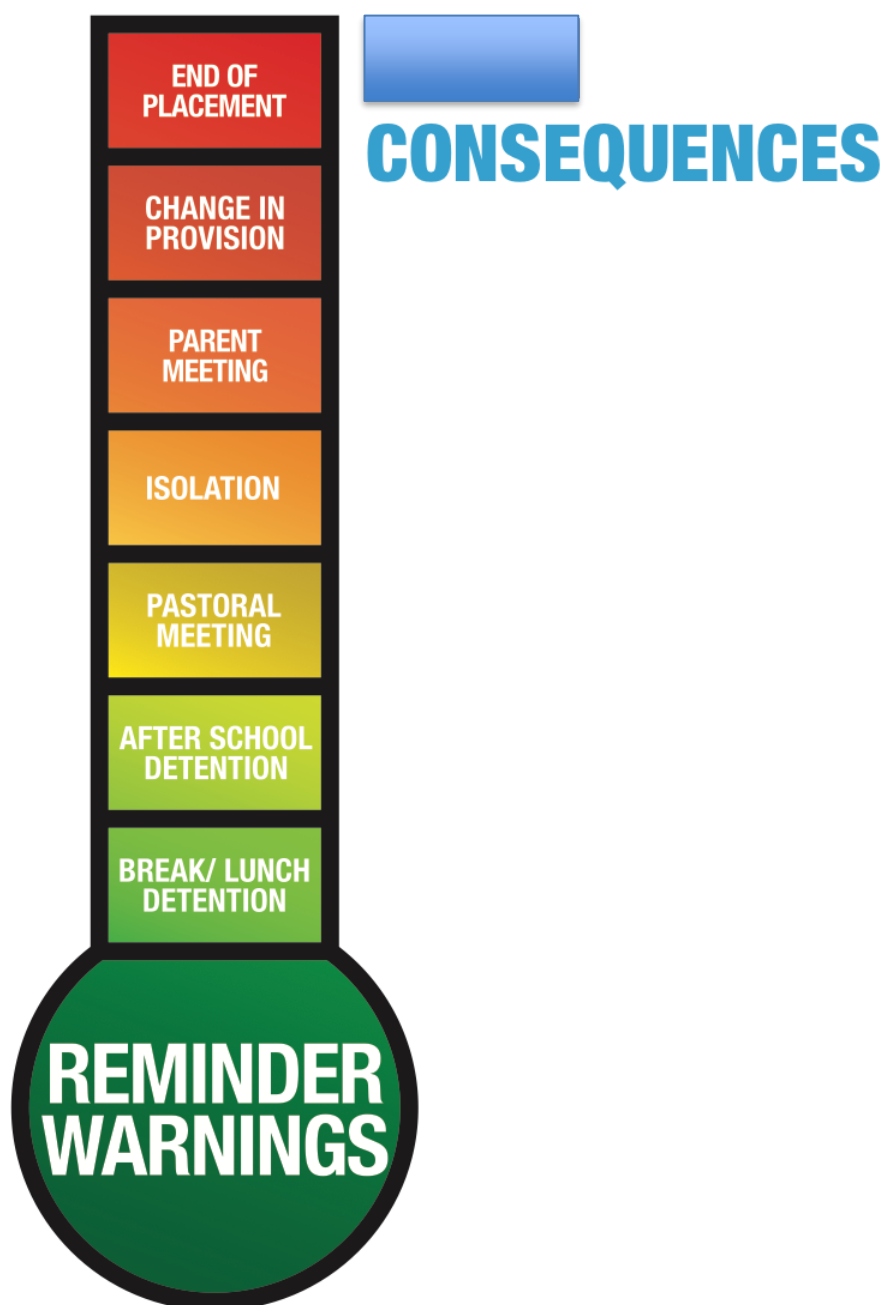 CONSEQUENCES
END OF
PLACEMENT
CHANGE IN
PROVISION
PARENT
MEETING
ISOLATION
PASTORAL
MEETING
AFTER SCHOOL
DETENTION
BREAK/ LUNCH
DETENTION
REMINDER
WARNINGS